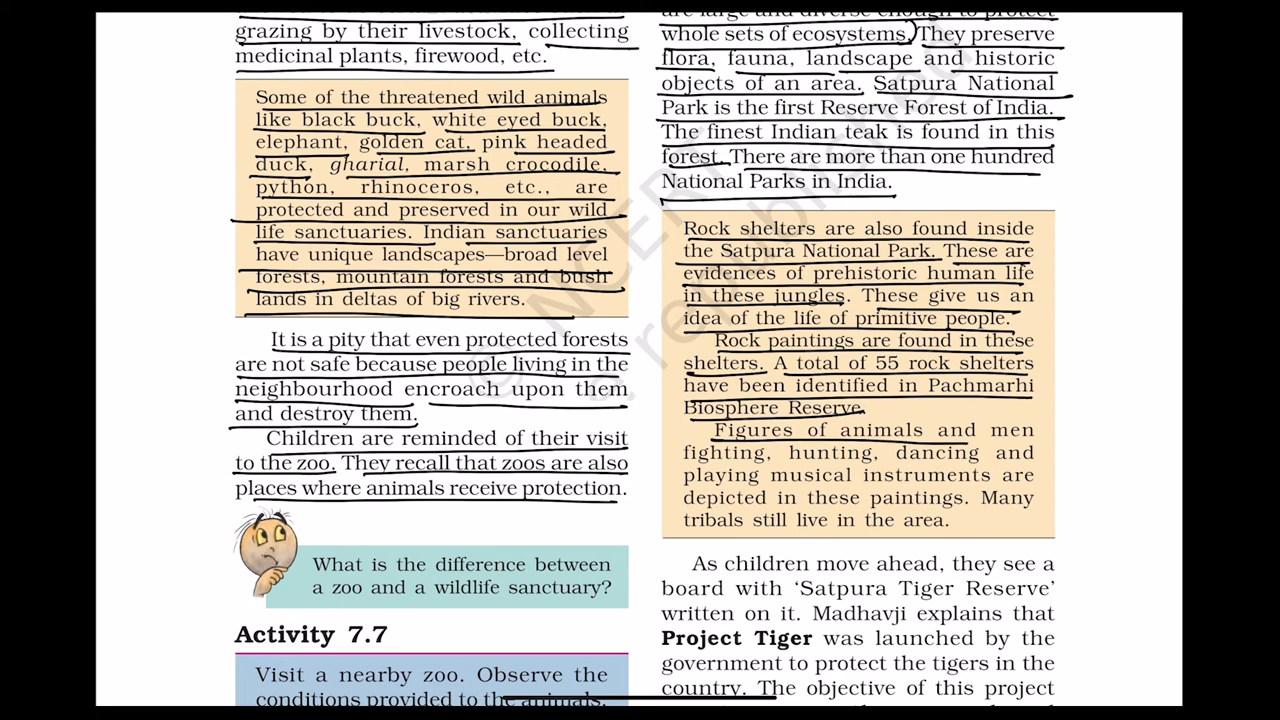 grazing by their livestock, collecting
medicinal plants, firewood, etc.
Some of the threatened wild animals
like black buck, white eyed buck,
elephant, golden cat, pink headed
duck, gharial, marsh crocodile,
python, rhinoceros, etc., are
protected and preserved in our wild
life sanctuaries. Indian sanctuaries
have unique landscapes—broad level
forests, mountain forests and bush
lands in deltas of big rivers.
It is a pity that even protected forests
are not safe because people living in the
neighbourhood encroach upon them
and destroy them.
Children are reminded of their visit
to the zoo. They recall that zoos are also
places where animals receive protection.
What is the difference between
a zoo and a wildlife sanctuary?
Activity 7.7
Visit a nearby zoo. Observe the
conditions provided to the animals.
are large and diverse enough to protect
whole sets of ecosystems. They preserve
flora, fauna, landscape and historic
objects of an area. Satpura National
Park is the first Reserve Forest of India.
The finest Indian teak is found in this
forest. There are more than one hundred
National Parks in India.
Rock shelters are also found inside
the Satpura National Park. These are
evidences of prehistoric human life
in these jungles. These give us an
idea of the life of primitive people.
Rock paintings are found in these
shelters. A total of 55 rock shelters
have been identified in Pachmarhi
Biosphere Reserve.
Figures of animals and men
fighting, hunting, dancing and
playing musical instruments are
depicted in these paintings. Many
tribals still live in the area.
As children move ahead, they see a
board with ‘Satpura Tiger Reserve’
written on it. Madhavji explains that
Project Tiger was launched by the
government to protect the tigers in the
country. The objective of this project